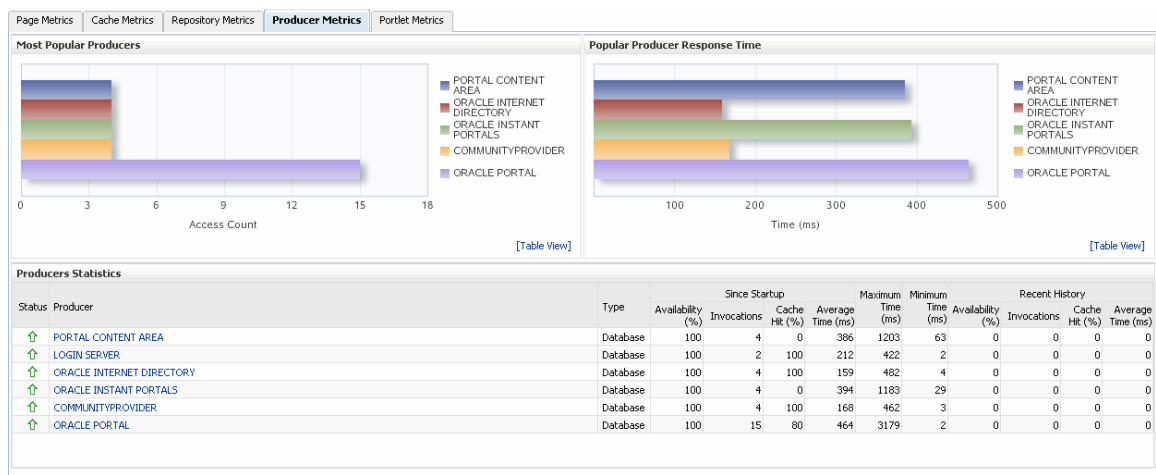 Page Metrics Cache Metrics Repository Metrics Producer Metrics Portlet Metrics
Most Popular Producers
PORTAL CONTENT
AREA
ORACLE INTERNET
DIRECTORY
ORACLE INSTANT
PORTALS
COMMUNITYPROVIDER
ORACLE PORTAL
0 3 6 9 12 15 18
Access Count
[Table View]
Popular Producer Response Time
PORTAL CONTENT
AREA
ORACLE INTERNET
DIRECTORY
ORACLE INSTANT
PORTALS
COMMUNITYPROVIDER
ORACLE PORTAL
100 200 300 400 500
Time (ms)
[Table View]
Producers Statistics
Since Startup Maximum Minimum Recent History
Status Producer Type Availability Invocations Cache Average Time Time Availability Invocations Cache Average
(%) Hit (%) Time (ms) (ms) (ms) (%) Hit (%) Time (ms)
PORTAL CONTENT AREA Database 100 4 0 386 1203 63 0 0 0 0
LOGIN SERVER Database 100 2 100 212 422 2 0 0 0 0
ORACLE INTERNET DIRECTORY Database 100 4 100 159 482 4 0 0 0 0
ORACLE INSTANT PORTALS Database 100 4 0 394 1183 29 0 0 0 0
COMMUNITYPROVIDER Database 100 4 100 168 462 3 0 0 0 0
ORACLE PORTAL Database 100 15 80 464 3179 2 0 0 0 0